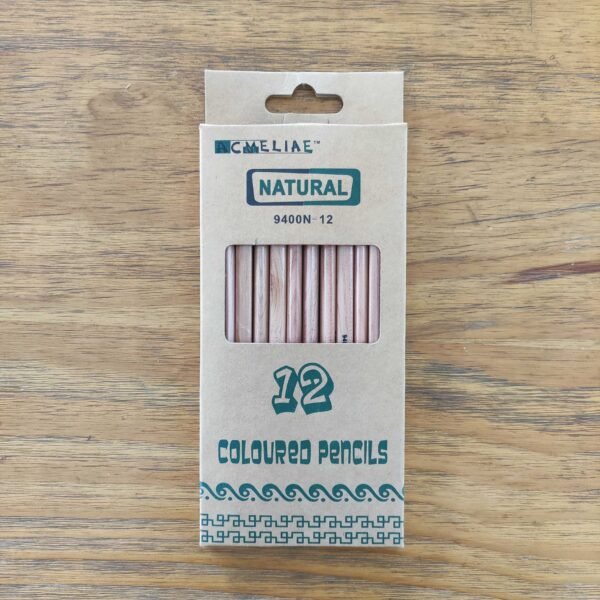 ACMELIAE™
NATURAL
9400N-12
12
COLOURED PENCILS